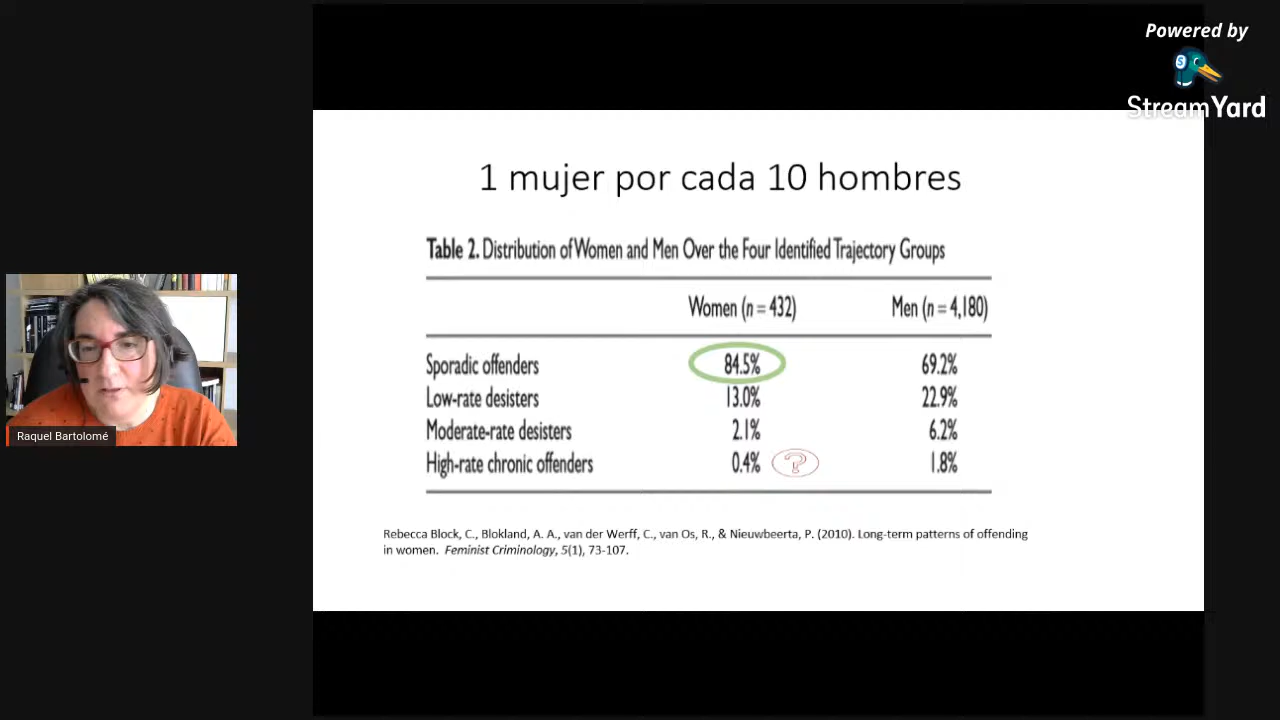 Powered by
StreamYard
1 mujer por cada 10 hombres
Table 2. Distribution of Women and Men Over the Four Identified Trajectory Groups
Women (n = 432) Men (n = 4,180)
Sporadic offenders 84.5% 69.2%
Low-rate desisters 13.0% 22.9%
Moderate-rate desisters 2.1% 6.2%
High-rate chronic offenders 0.4% ? 1.8%
Rebecca Block, C., Blokland, A. A., van der Werff, C., van Os, R., & Nieuwbeerta, P. (2010). Long-term patterns of offending
in women. Feminist Criminology, 5(1), 73-107.
Raquel Bartolomé